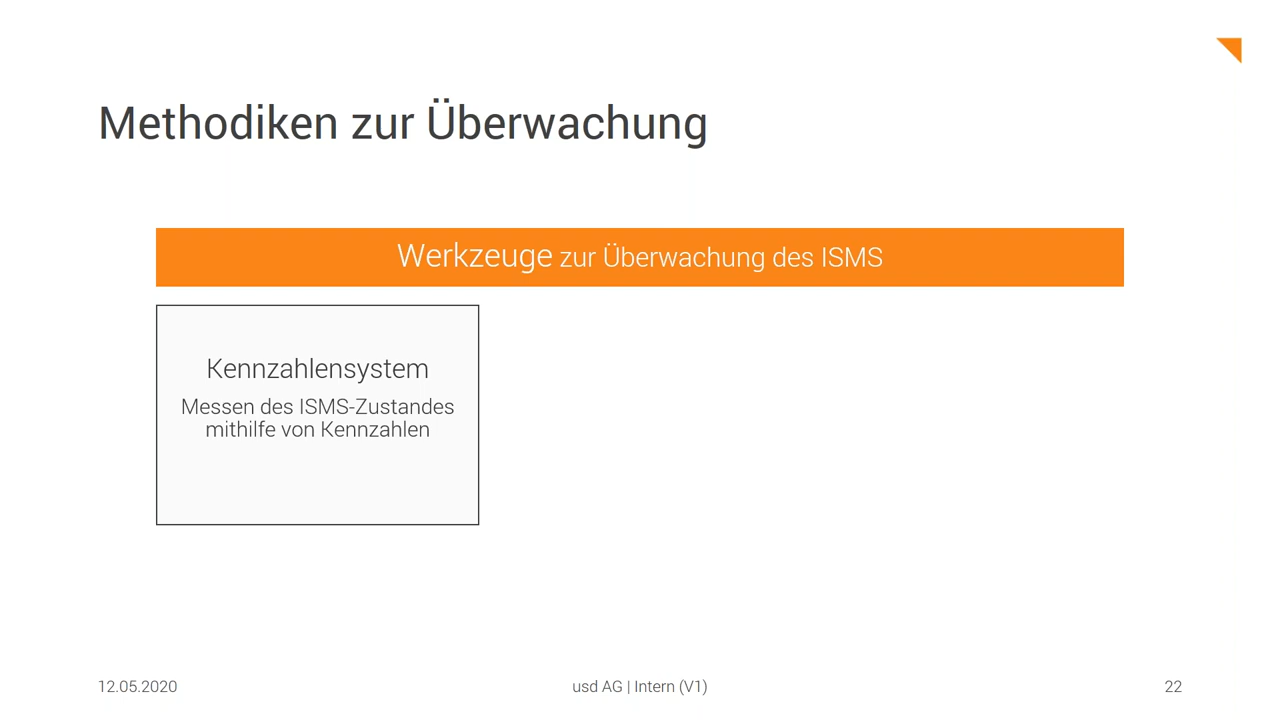 Methodiken zur Überwachung
Werkzeuge zur Überwachung des ISMS
Kennzahlensystem
Messen des ISMS-Zustandes
mithilfe von Kennzahlen
12.05.2020
usd AG | Intern (V1)
22